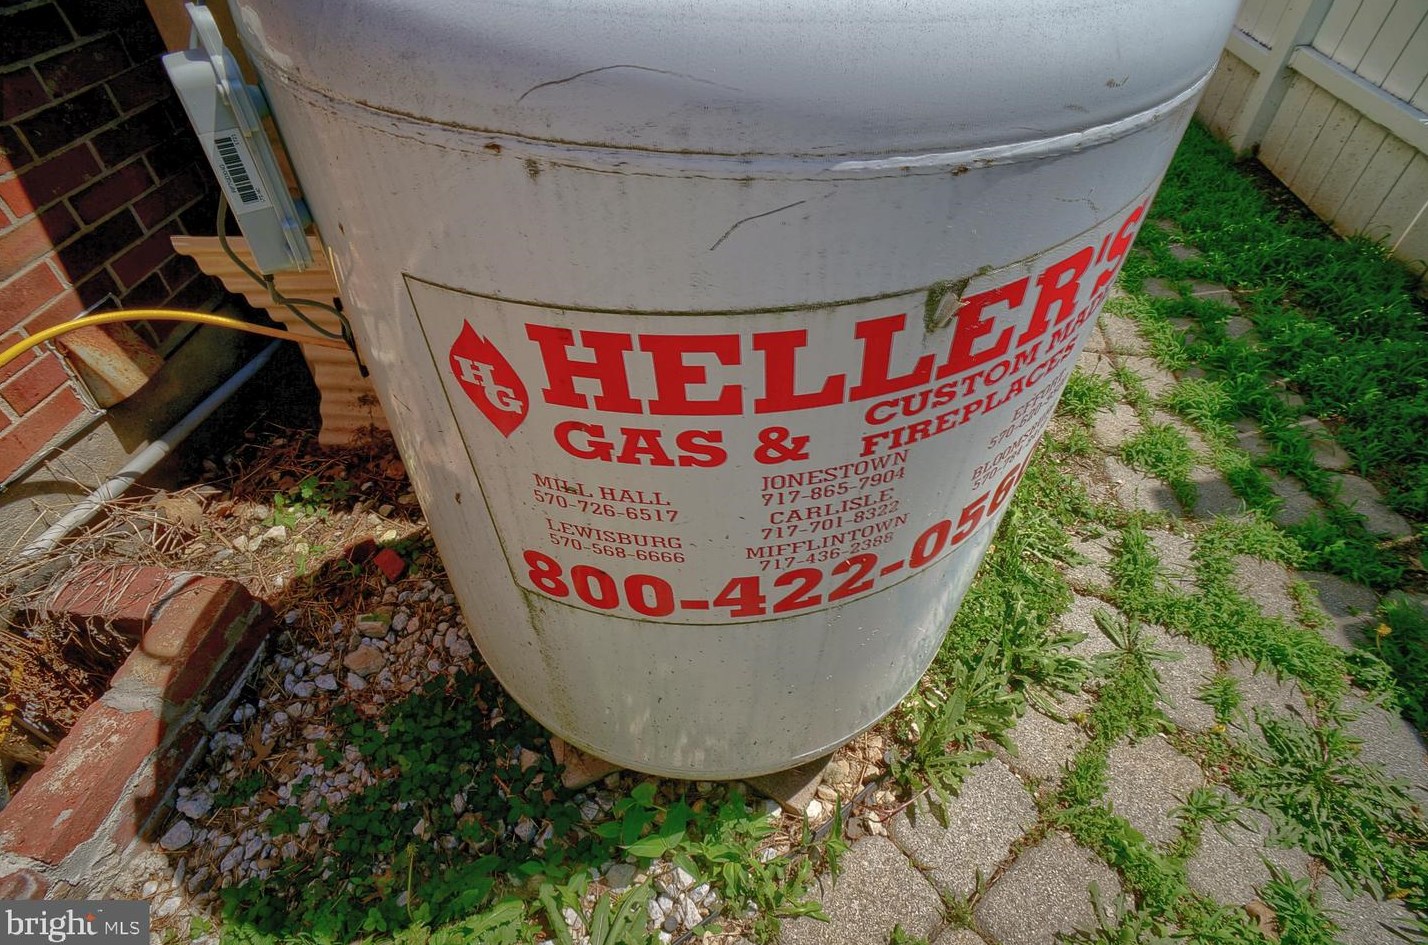 HG
HELLER'S
GAS & CUSTOM MADE
FIREPLACES
MILL HALL
570-726-6517
LEWISBURG
570-568-6666
JONESTOWN
717-865-7904
CARLISLE
717-701-8322
MIFFLINTOWN
717-436-2388
800-422-056
bright MLS